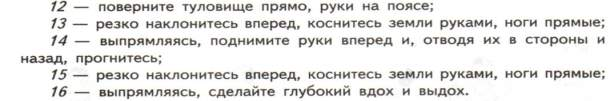 12 — поверните туловище прямо, руки на поясе;
13 — резко наклонитесь вперед, коснитесь земли руками, ноги прямые;
14 — выпрямляясь, поднимите руки вперед и, отводя их в стороны и
назад, прогнитесь;
15 — резко наклонитесь вперед, коснитесь земли руками, ноги прямые;
16 — выпрямляясь, сделайте глубокий вдох и выдох.